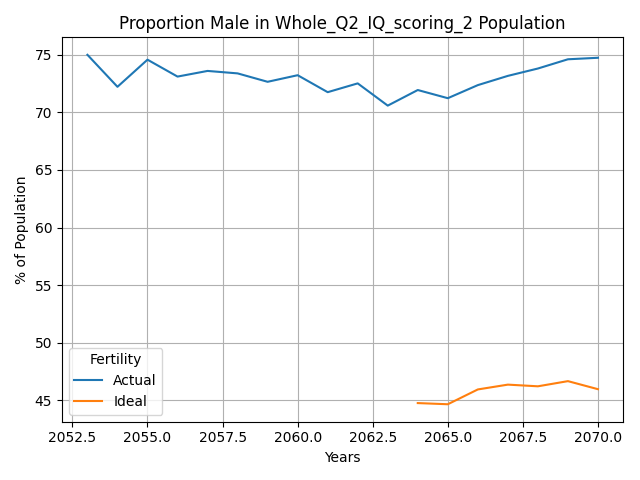 Proportion Male in Whole_Q2_IQ_scoring_2 Population
% of Population
75
70
65
60
55
50
45
Fertility
Actual
Ideal
2052.5 2055.0 2057.5 2060.0 2062.5 2065.0 2067.5 2070.0
Years